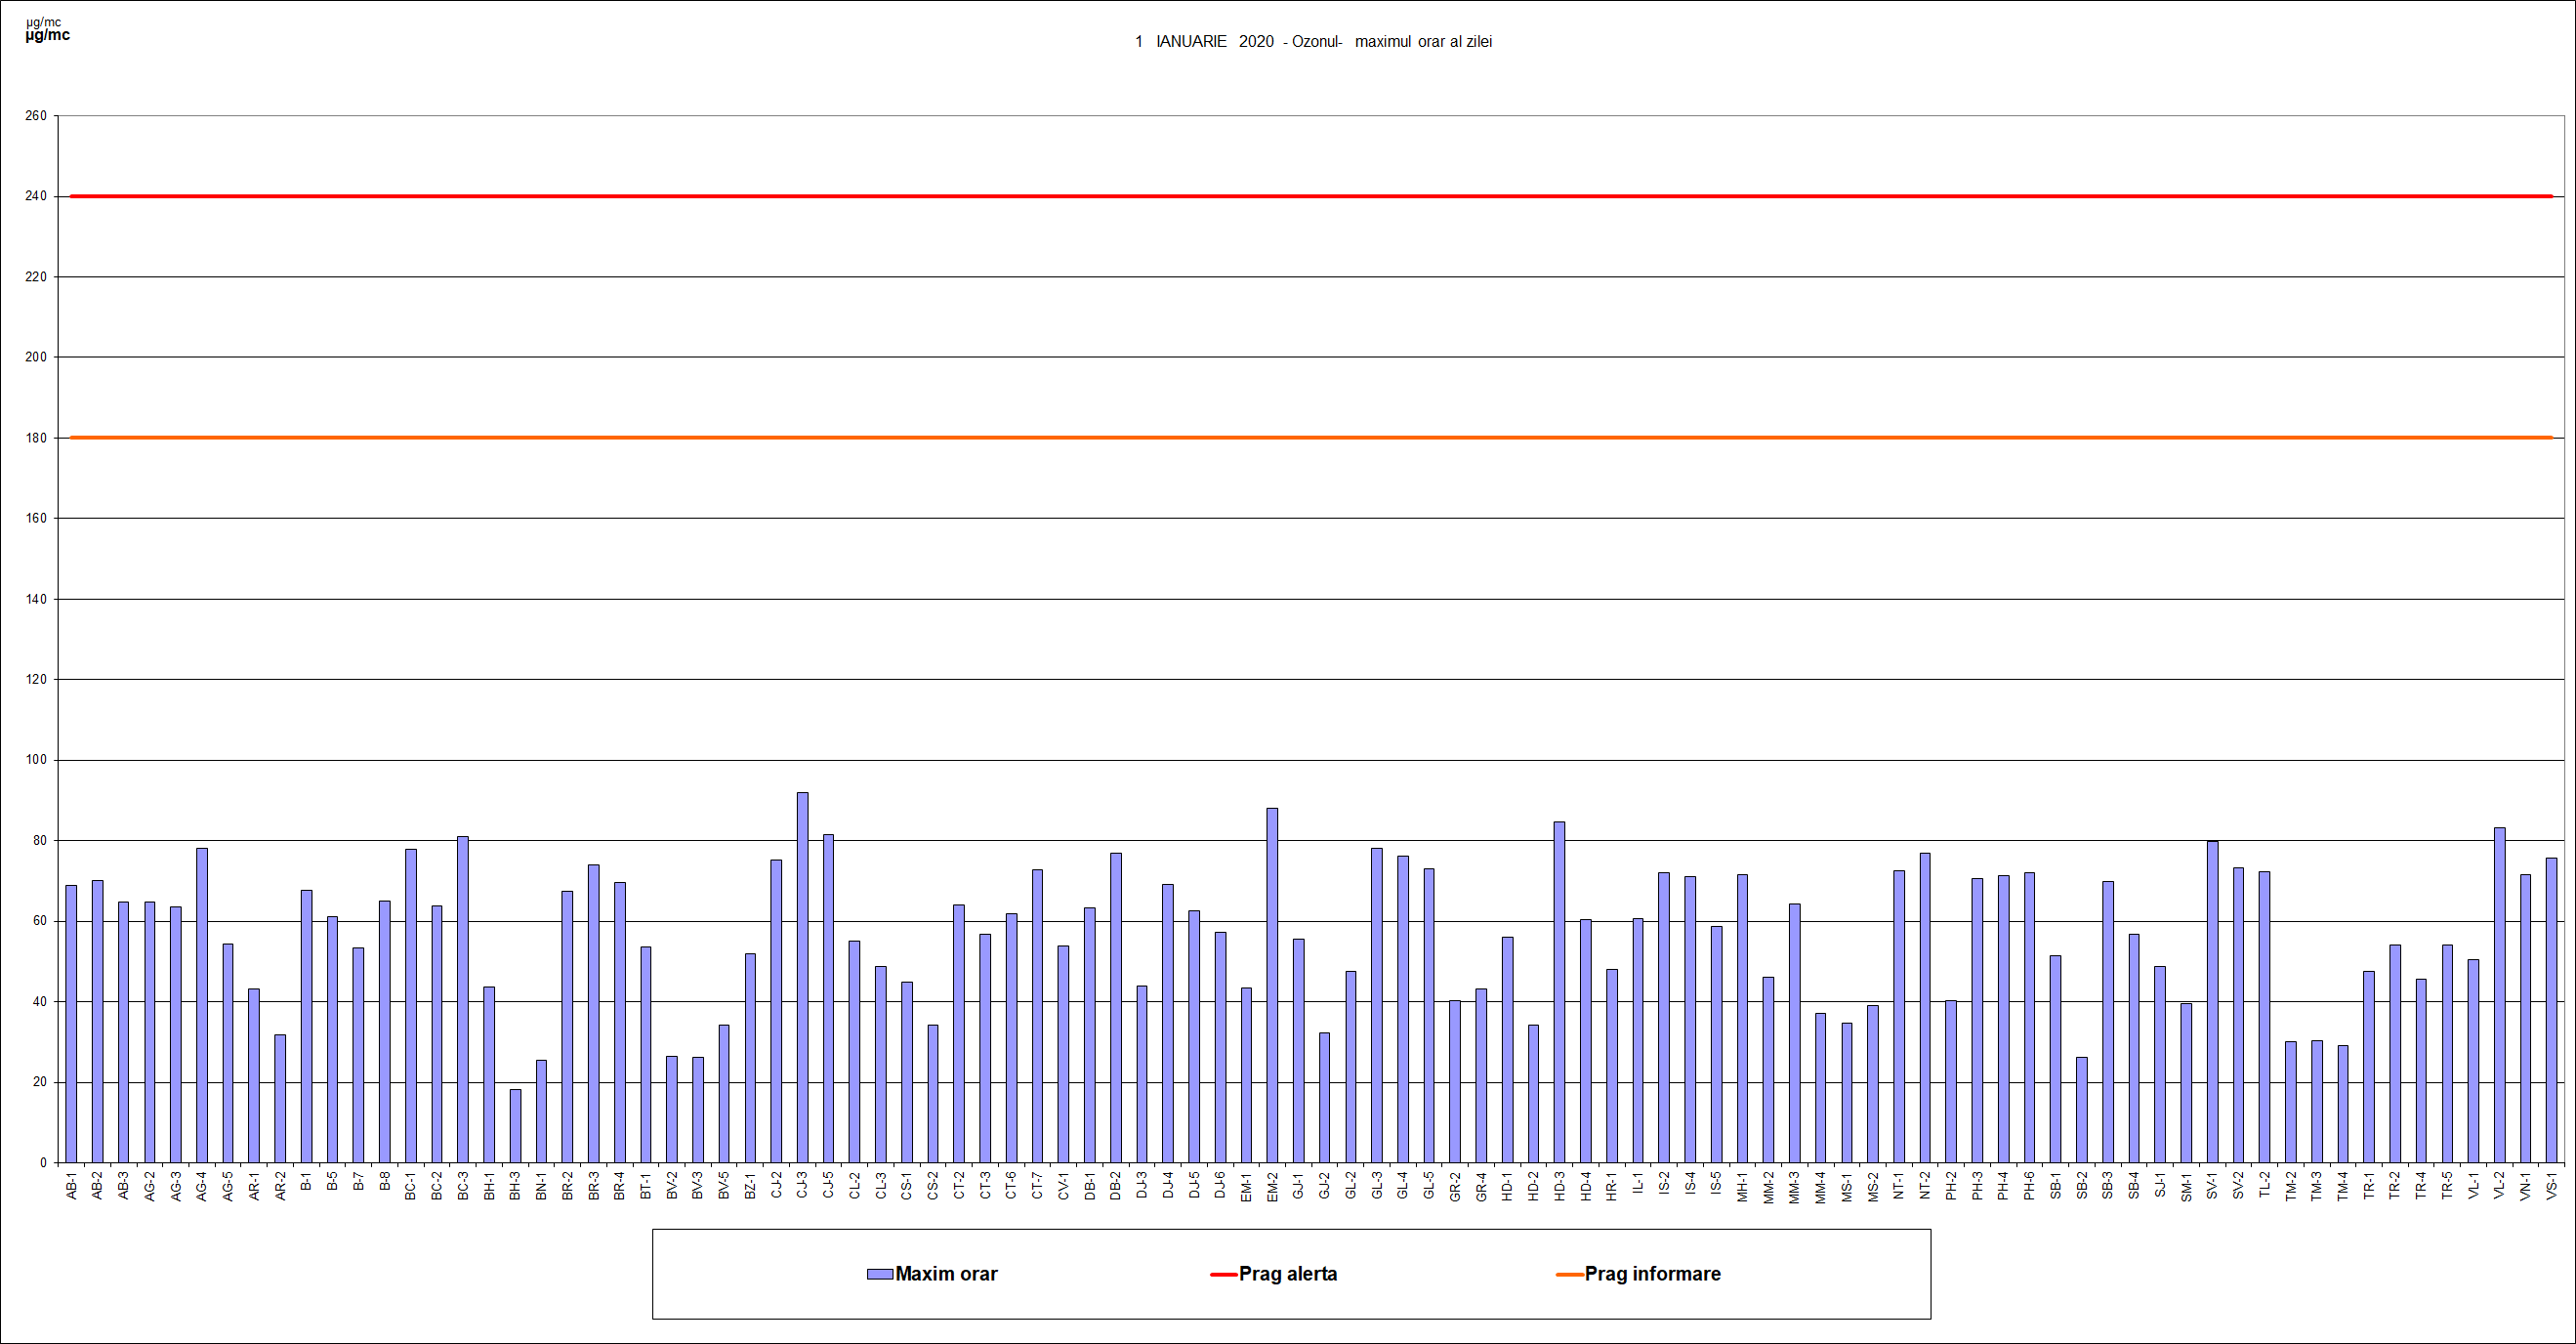 µg/mc
µg/mc
1 IANUARIE 2020 - Ozonul- maximul orar al zilei
260
240
220
200
180
160
140
120
100
80
60
40
20
0
AB-1 AB-2 AB-3 AG-2 AG-3 AG-4 AG-5 AR-1 AR-2 B-1 B-5 B-7 B-8 BC-1 BC-2 BC-3 BH-1 BH-3 BN-1 BR-2 BR-3 BR-4 BT-1 BV-2 BV-3 BV-5 BZ-1 CJ-2 CJ-3 CJ-5 CL-2 CL-3 CS-1 CS-2 CT-2 CT-3 CT-6 CT-7 CV-1 DB-1 DB-2 DJ-3 DJ-4 DJ-5 DJ-6 EM-1 EM-2 GJ-1 GJ-2 GL-2 GL-3 GL-4 GL-5 GR-2 GR-4 HD-1 HD-2 HD-3 HD-4 HR-1 IL-1 IS-2 IS-4 IS-5 MH-1 MM-2 MM-3 MM-4 MS-1 MS-2 NT-1 NT-2 PH-2 PH-3 PH-4 PH-6 SB-1 SB-2 SB-3 SB-4 SJ-1 SM-1 SV-1 SV-2 TL-2 TM-2 TM-3 TM-4 TR-1 TR-2 TR-4 TR-5 VL-1 VL-2 VN-1 VS-1
Maxim orar Prag alerta Prag informare